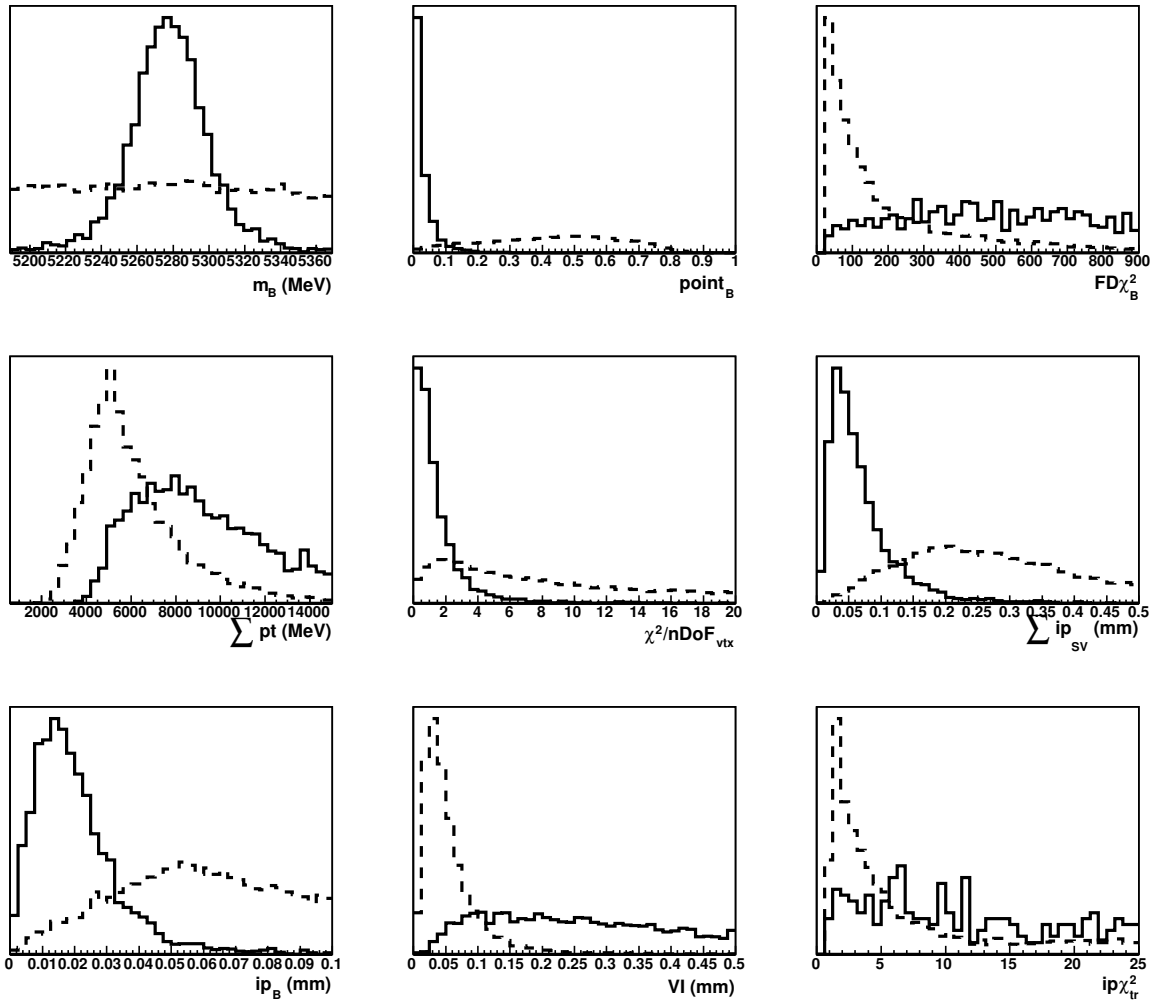 5200 5220 5240 5260 5280 5300 5320 5340 5360
m_B (MeV)
0 0.1 0.2 0.3 0.4 0.5 0.6 0.7 0.8 0.9 1
point_B
0 100 200 300 400 500 600 700 800 900
FDχ²_B
2000 4000 6000 8000 10000 12000 14000
∑ pt (MeV)
0 2 4 6 8 10 12 14 16 18 20
χ²/nDoF_vtx
0 0.05 0.1 0.15 0.2 0.25 0.3 0.35 0.4 0.45 0.5
∑ ip_SV (mm)
0 0.01 0.02 0.03 0.04 0.05 0.06 0.07 0.08 0.09 0.1
ip_B (mm)
0 0.05 0.1 0.15 0.2 0.25 0.3 0.35 0.4 0.45 0.5
VI (mm)
0 5 10 15 20 25
ipχ²_tr